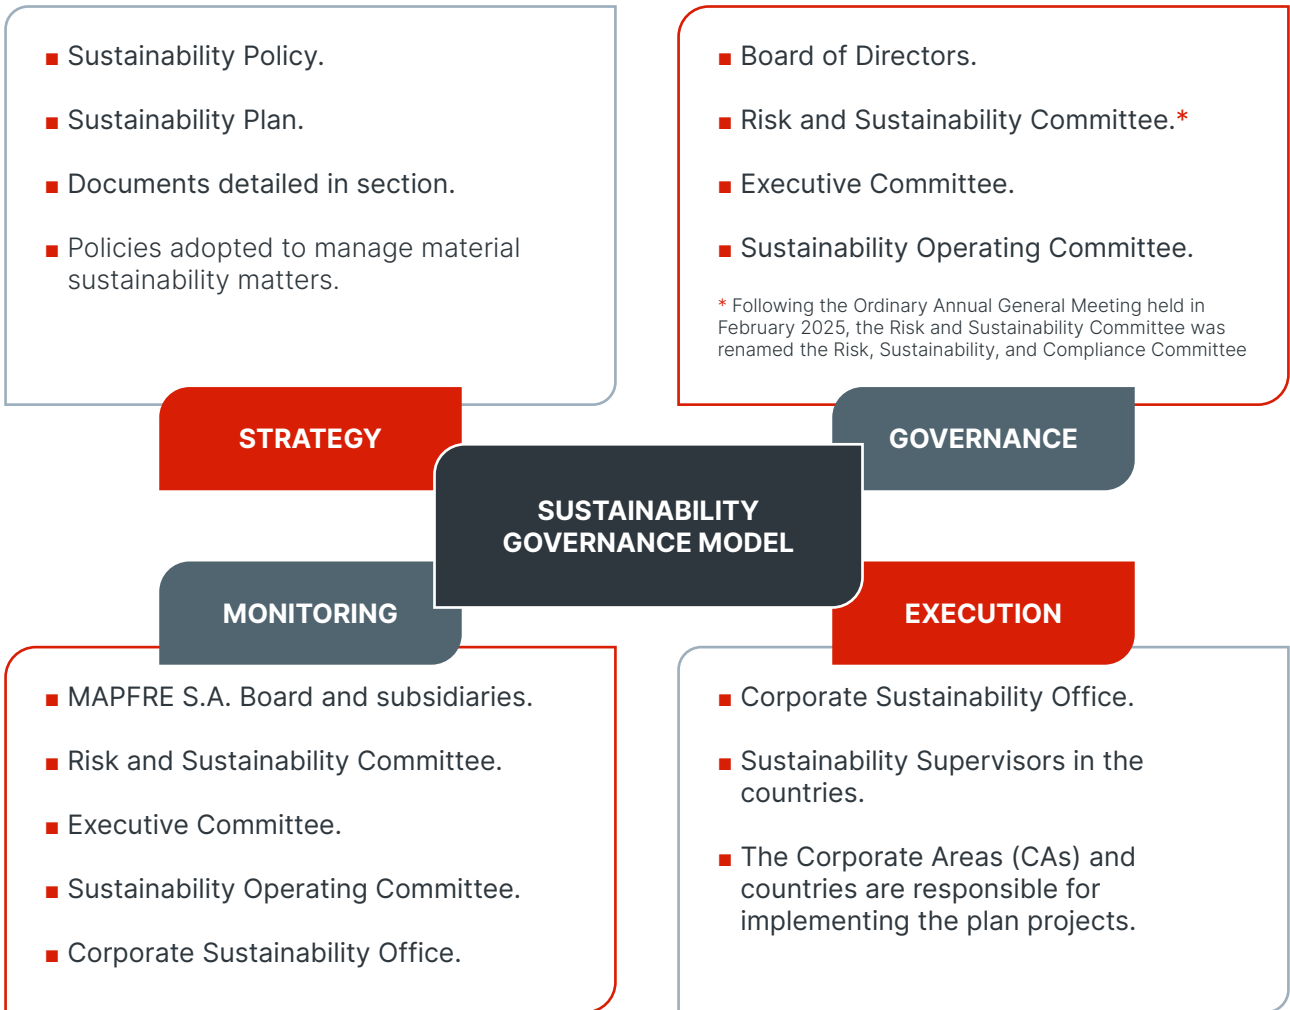 ■ Sustainability Policy.
■ Sustainability Plan.
■ Documents detailed in section.
■ Policies adopted to manage material
sustainability matters.
STRATEGY
■ Board of Directors.
■ Risk and Sustainability Committee.*
■ Executive Committee.
■ Sustainability Operating Committee.
* Following the Ordinary Annual General Meeting held in
February 2025, the Risk and Sustainability Committee was
renamed the Risk, Sustainability, and Compliance Committee
GOVERNANCE
SUSTAINABILITY
GOVERNANCE MODEL
MONITORING
■ MAPFRE S.A. Board and subsidiaries.
■ Risk and Sustainability Committee.
■ Executive Committee.
■ Sustainability Operating Committee.
■ Corporate Sustainability Office.
EXECUTION
■ Corporate Sustainability Office.
■ Sustainability Supervisors in the
countries.
■ The Corporate Areas (CAs) and
countries are responsible for
implementing the plan projects.